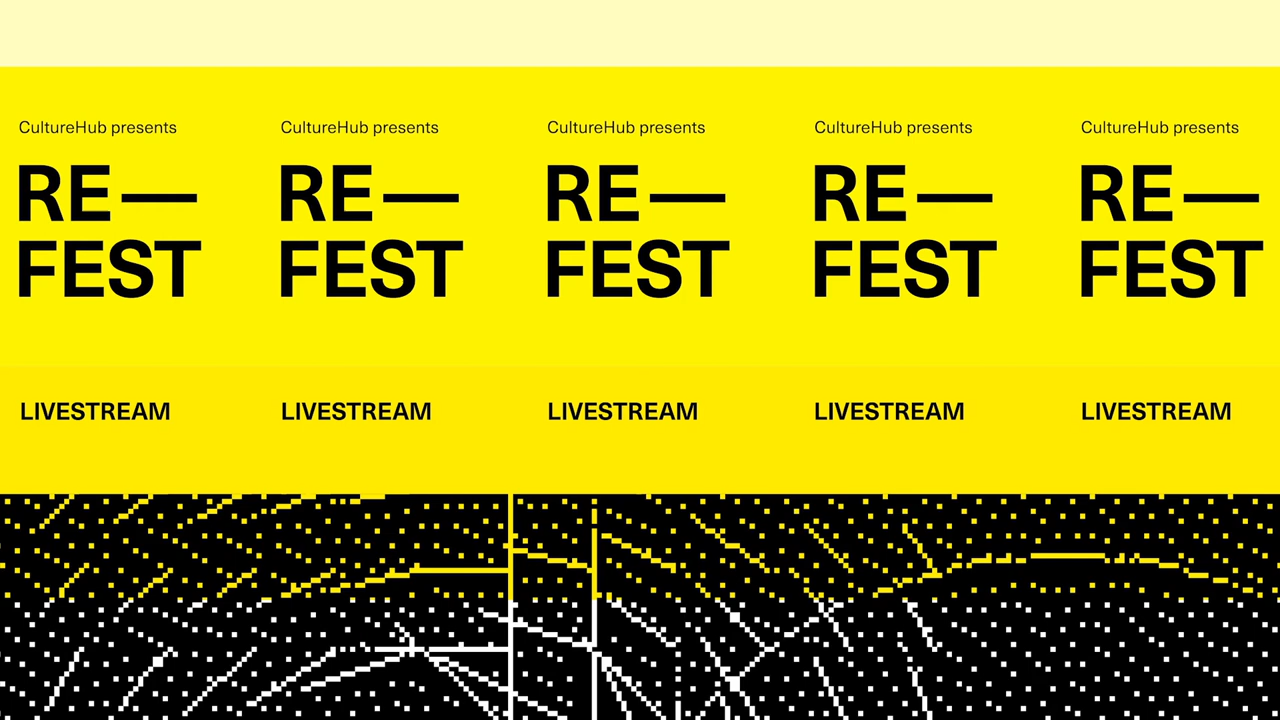 CultureHub presents CultureHub presents CultureHub presents CultureHub presents CultureHub presents
RE— RE— RE— RE— RE—
FEST FEST FEST FEST FEST
LIVESTREAM LIVESTREAM LIVESTREAM LIVESTREAM LIVESTREAM